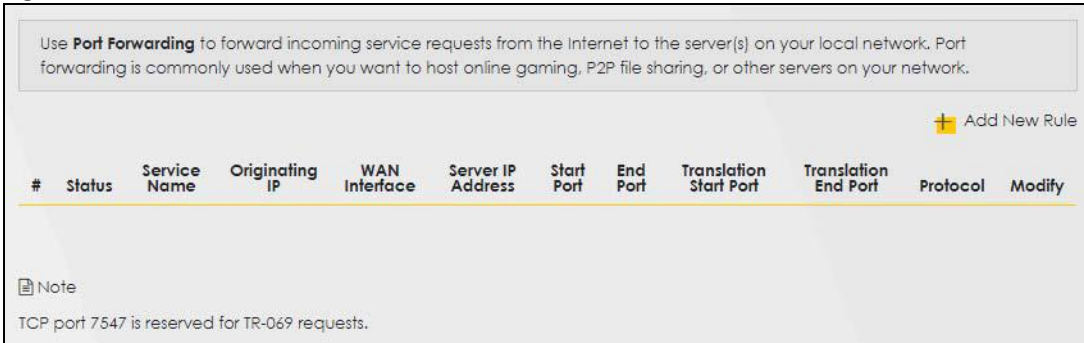 Use Port Forwarding to forward incoming service requests from the Internet to the server(s) on your local network. Port
forwarding is commonly used when you want to host online gaming, P2P file sharing, or other servers on your network.
Add New Rule
# Status Service Name Originating IP WAN Interface Server IP Address Start Port End Port Translation Start Port Translation End Port Protocol Modify
Note
TCP port 7547 is reserved for TR-069 requests.